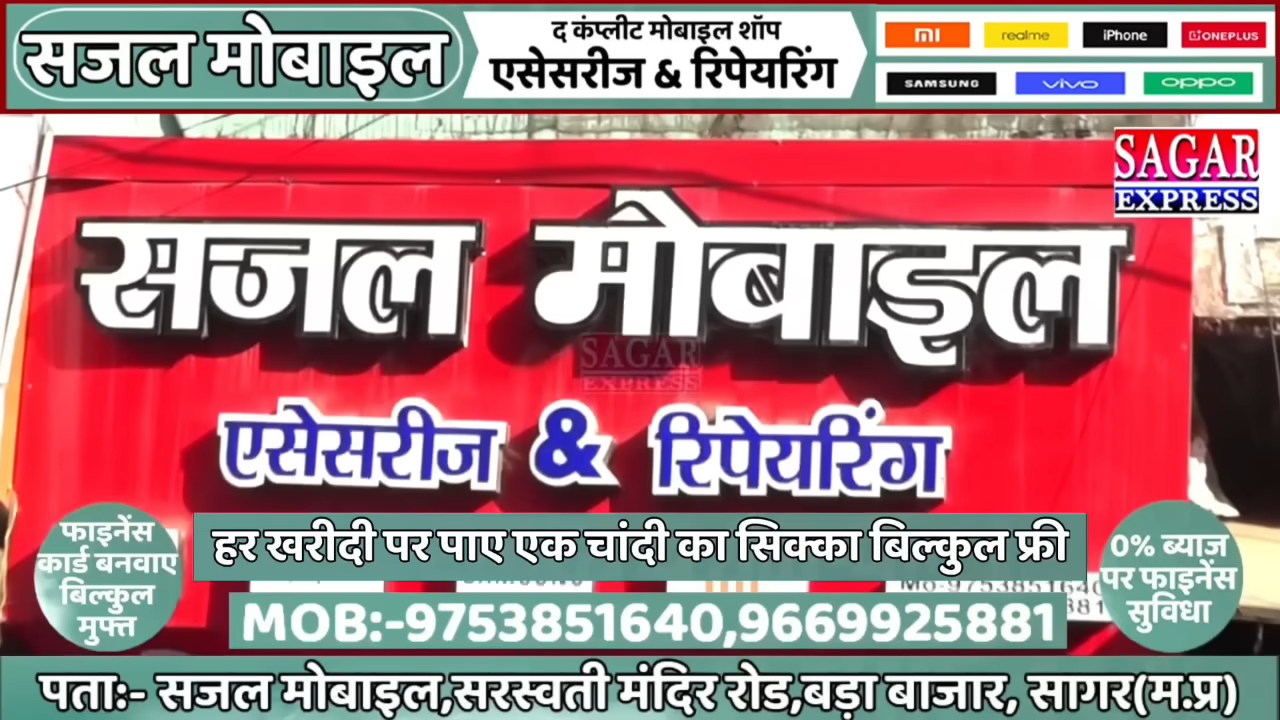 सजल मोबाइल
द कंप्लीट मोबाइल शॉप
एसेसरीज & रिपेयरिंग
mi realme iPhone ONEPLUS
SAMSUNG vivo oppo
SAGAR
EXPRESS
सजल मोबाइल
SAGAR
EXPRESS
एसेसरीज & रिपेयरिंग
फाइनेंस
कार्ड बनवाए
बिल्कुल
मुफ्त
हर खरीदी पर पाए एक चांदी का सिक्का बिल्कुल फ्री
0% ब्याज
पर फाइनेंस
सुविधा
MOB:-9753851640,9669925881
पता:- सजल मोबाइल,सरस्वती मंदिर रोड,बड़ा बाजार, सागर(म.प्र)